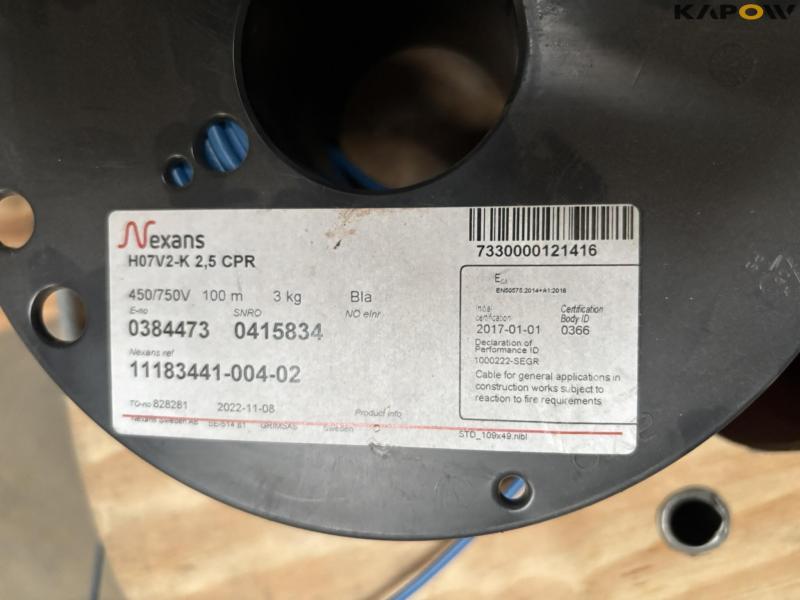 KAPOW
Nexans
H07V2-K 2,5 CPR
7330000121416
450/750V 100 m 3 kg Bla
E-no SNRO NO elnr
0384473 0415834
Nexans ref
11183441-004-02
TO-no 828281 2022-11-08 Product info
Nexans Sweden AB SE-514 81 GRIMSÅS Sweden
STD_109x49.nlbl
Eca
EN50575:2014+A1:2016
Initial certification Certification Body ID
2017-01-01 0366
Declaration of
Performance ID
1000222-SEGR
Cable for general applications in
construction works subject to
reaction to fire requirements